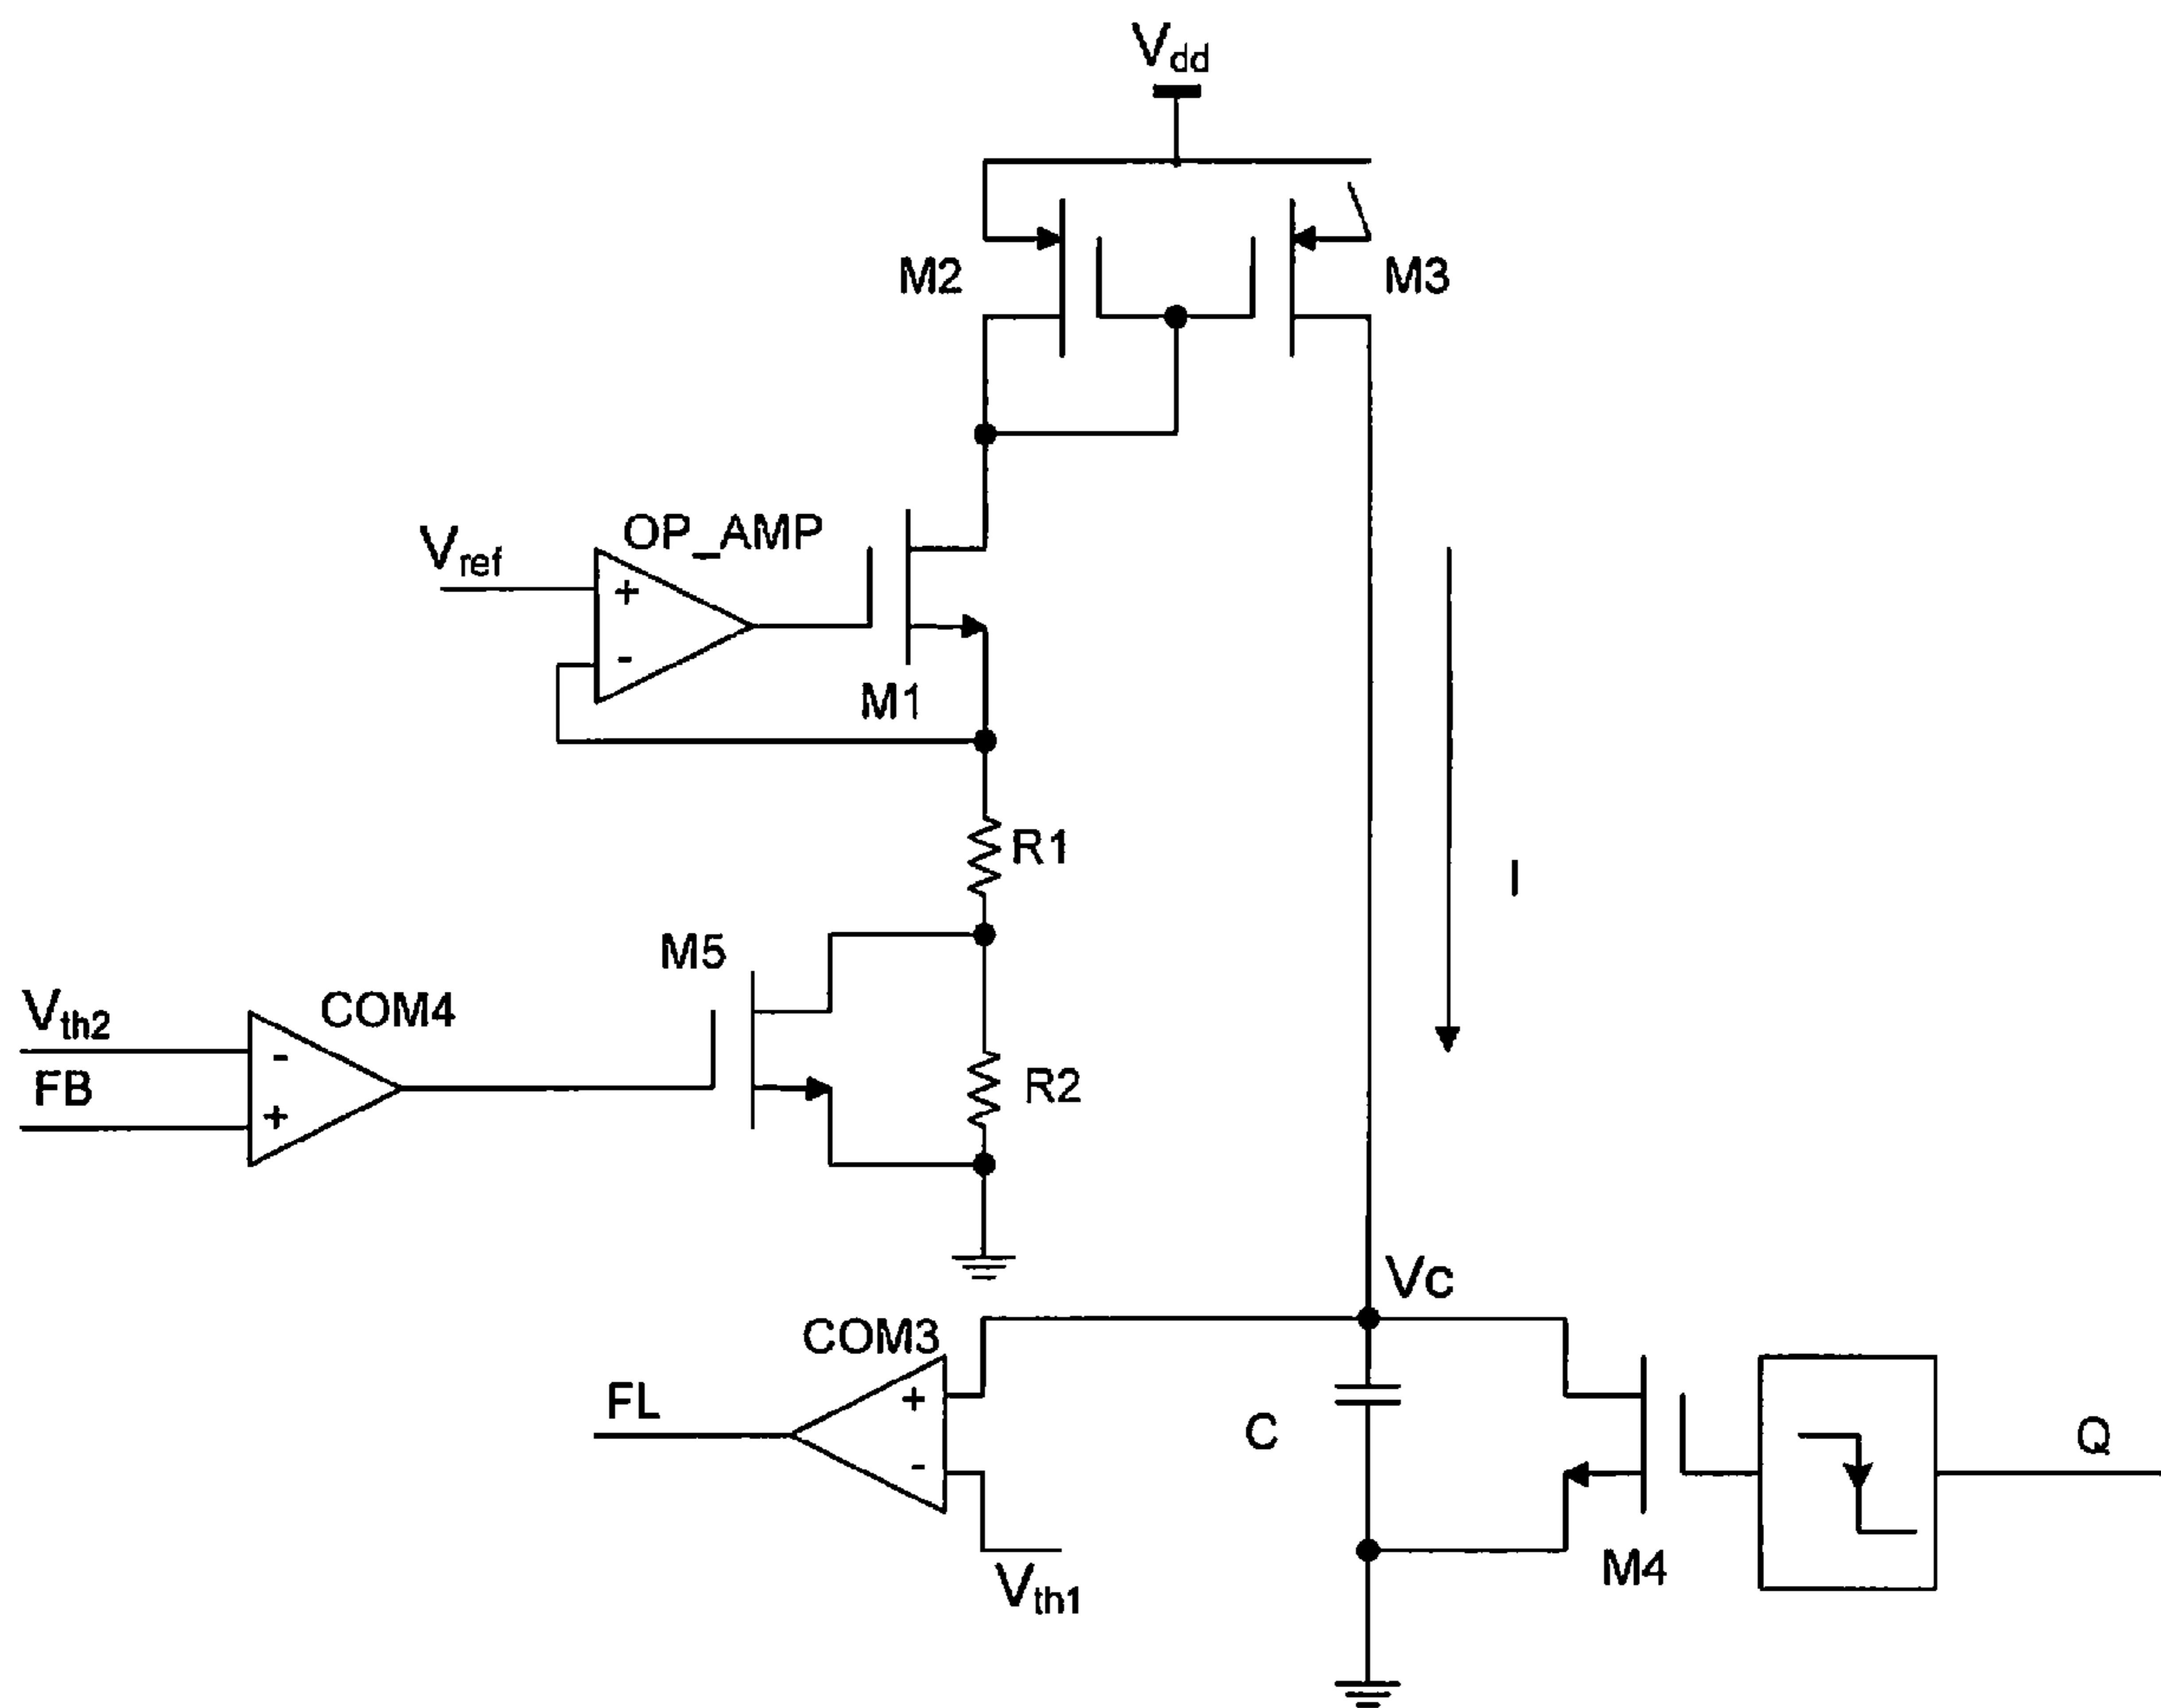 Vdd
M2
M3
OP_AMP
Vref
+
-
M1
R1
I
M5
Vth2
COM4
-
FB
+
R2
Vc
COM3
FL
+
-
C
Q
M4
Vth1